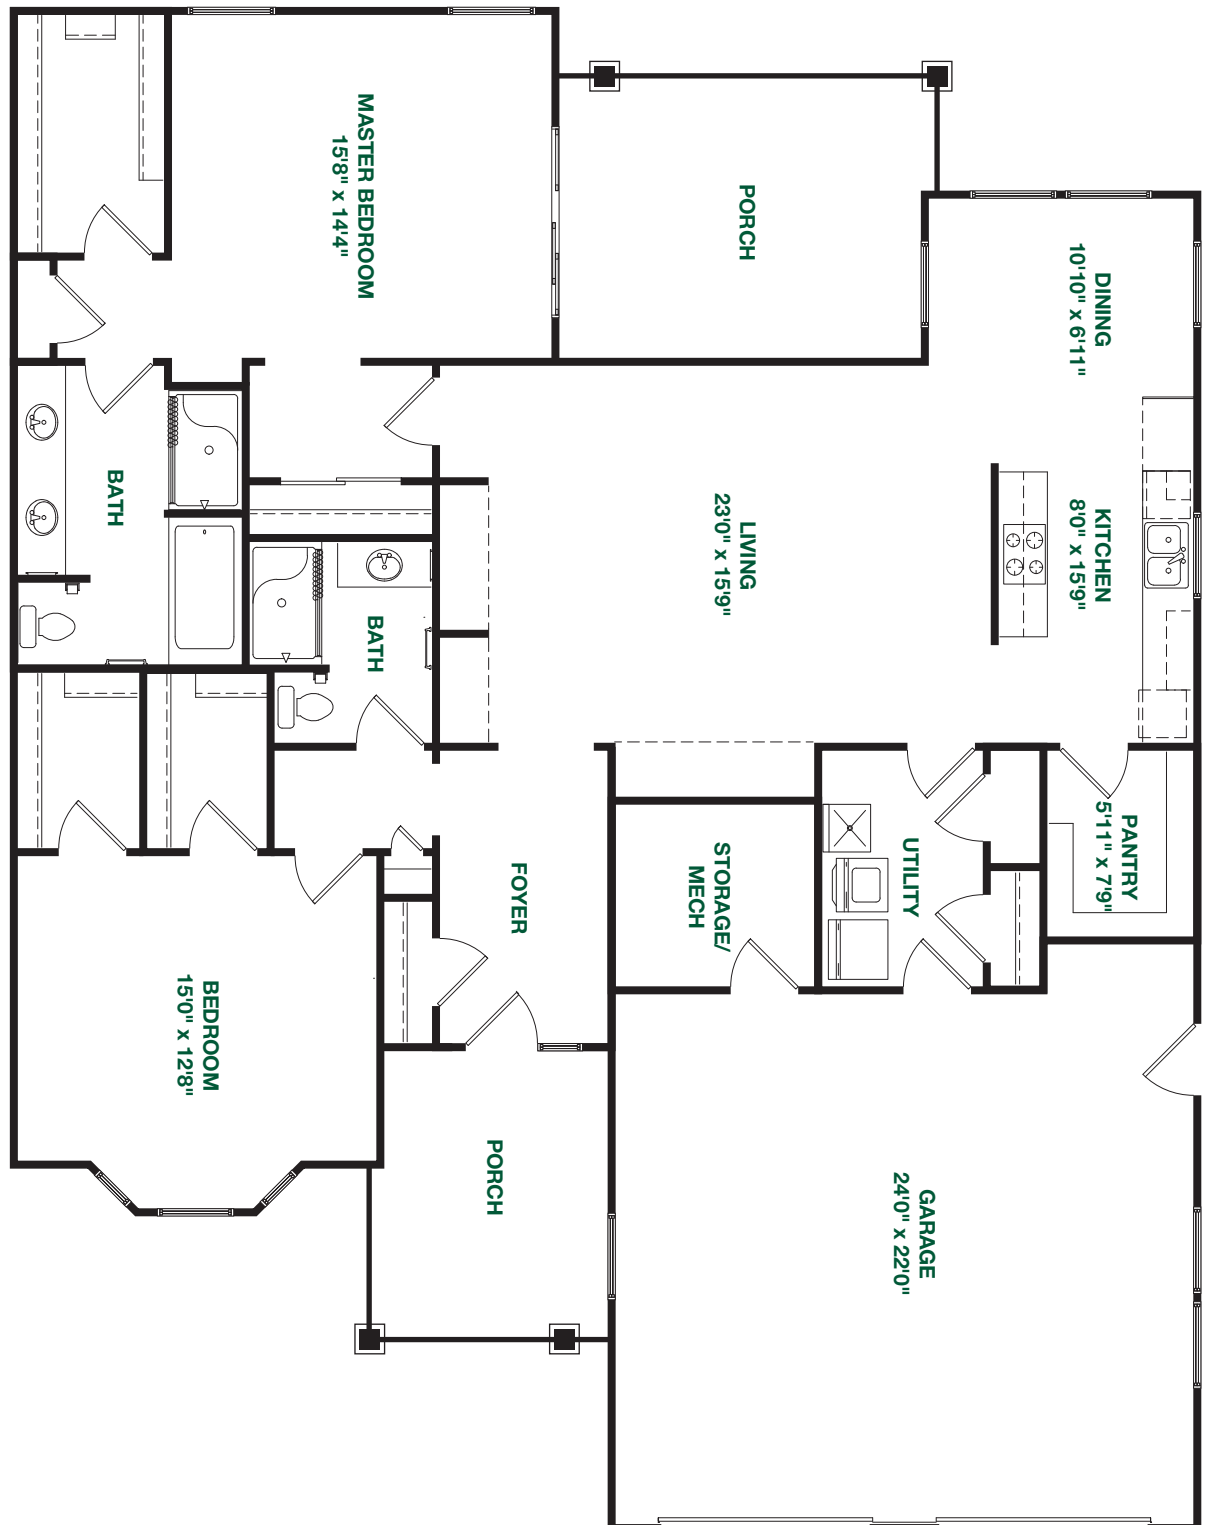 MASTER BEDROOM
15'8" x 14'4"
PORCH
DINING
10'10" x 6'11"
BATH
LIVING
23'0" x 15'9"
KITCHEN
8'0" x 15'9"
BATH
PANTRY
5'11" x 7'9"
FOYER
STORAGE/
MECH
UTILITY
BEDROOM
15'0" x 12'8"
PORCH
GARAGE
24'0" x 22'0"